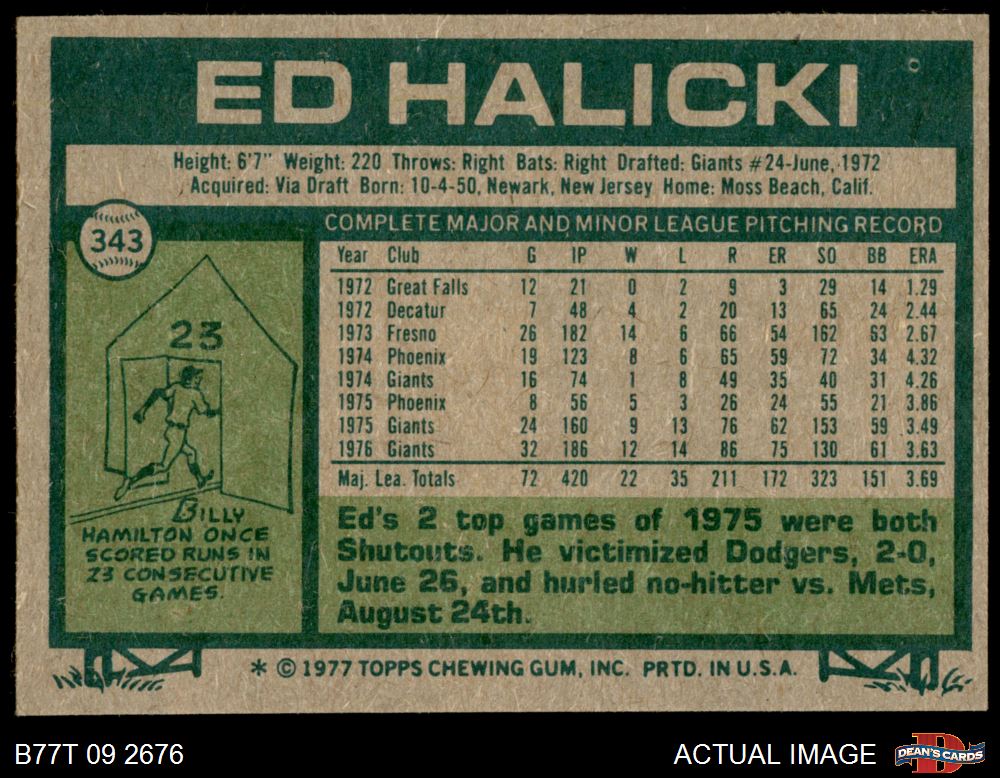 ED HALICKI
Height: 6'7" Weight: 220 Throws: Right Bats: Right Drafted: Giants #24-June, 1972
Acquired: Via Draft Born: 10-4-50, Newark, New Jersey Home: Moss Beach, Calif.
343
COMPLETE MAJOR AND MINOR LEAGUE PITCHING RECORD
Year Club G IP W L R ER SO BB ERA
1972 Great Falls 12 21 0 2 9 3 29 14 1.29
1972 Decatur 7 48 4 2 20 13 65 24 2.44
1973 Fresno 26 182 14 6 66 54 162 63 2.67
1974 Phoenix 19 123 8 6 65 59 72 34 4.32
1974 Giants 16 74 1 8 49 35 40 31 4.26
1975 Phoenix 8 56 5 3 26 24 55 21 3.86
1975 Giants 24 160 9 13 76 62 153 59 3.49
1976 Giants 32 186 12 14 86 75 130 61 3.63
Maj. Lea. Totals 72 420 22 35 211 172 323 151 3.69
23
BILLY
HAMILTON ONCE
SCORED RUNS IN
23 CONSECUTIVE
GAMES.
Ed's 2 top games of 1975 were both
Shutouts. He victimized Dodgers, 2-0,
June 26, and hurled no-hitter vs. Mets,
August 24th.
* © 1977 TOPPS CHEWING GUM, INC. PRTD. IN U.S.A.
B77T 09 2676
ACTUAL IMAGE
DEAN'S CARDS